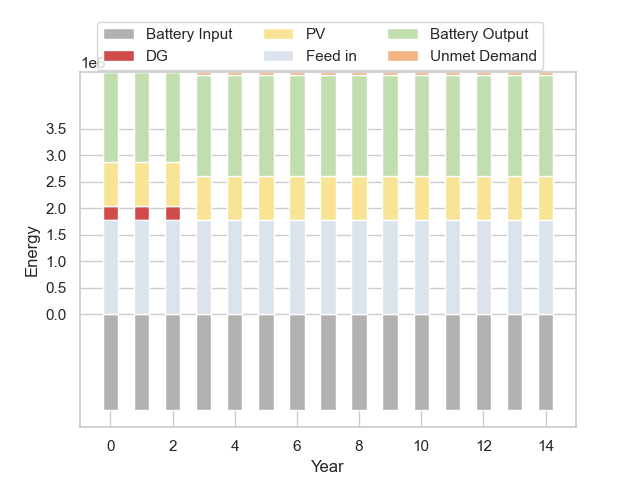 Battery Input PV Battery Output
DG Feed in Unmet Demand
1e6
3.5
3.0
2.5
2.0
1.5
1.0
0.5
0.0
Energy
0 2 4 6 8 10 12 14
Year